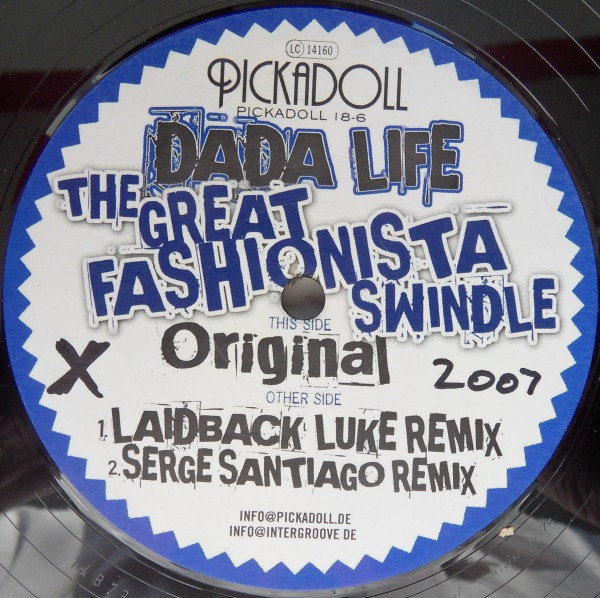 LC 14160
PICKADOLL
PICKADOLL 18-6
DADA LIFE
THE GREAT
FASHIONISTA
SWINDLE
THIS SIDE
Original
X
2007
OTHER SIDE
1. LAIDBACK LUKE REMIX
2. SERGE SANTIAGO REMIX
INFO@PICKADOLL.DE
INFO@INTERGROOVE DE